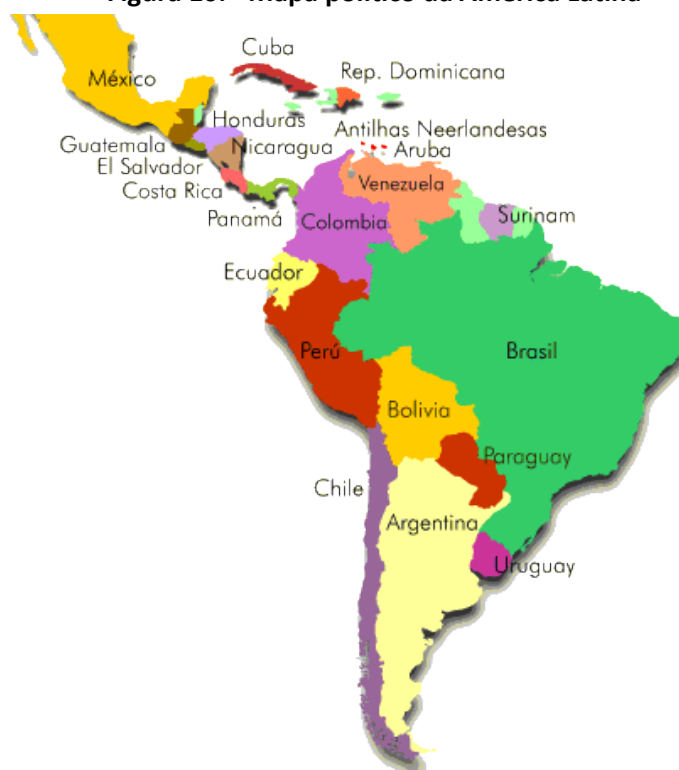 Cuba
Rep. Dominicana
México
Honduras
Antilhas Neerlandesas
Guatemala
Nicaragua
Aruba
El Salvador
Costa Rica
Venezuela
Panamá
Colombia
Surinam
Ecuador
Perú
Brasil
Bolivia
Paraguay
Chile
Argentina
Uruguay